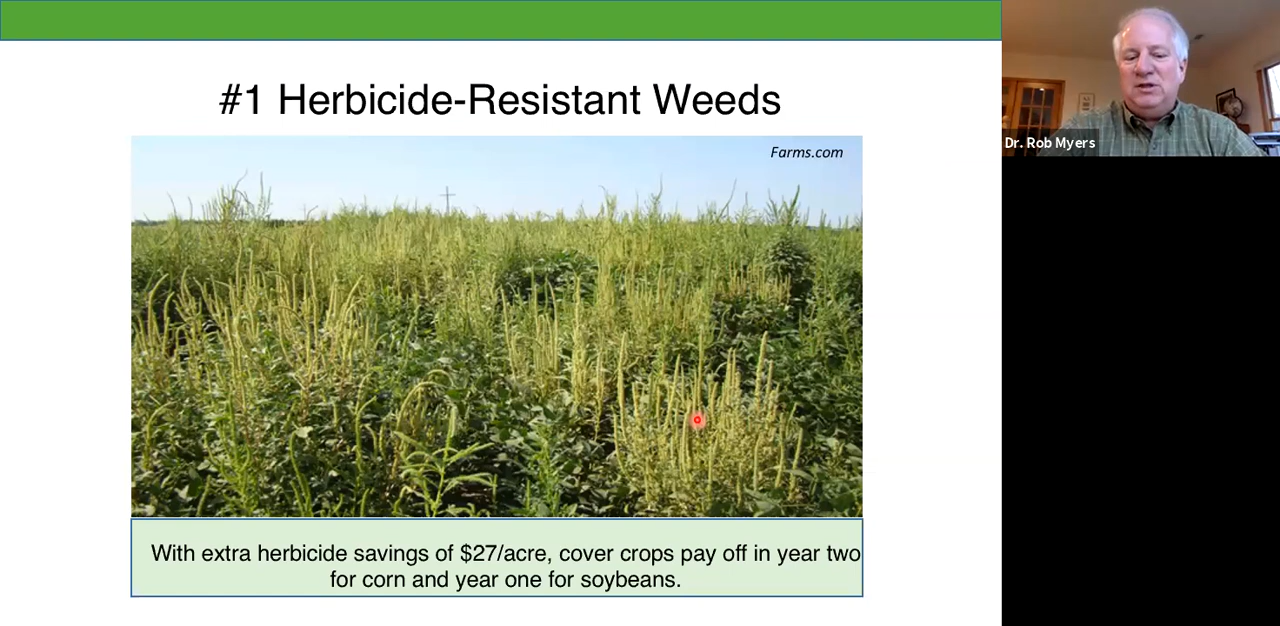 #1 Herbicide-Resistant Weeds
Farms.com
Dr. Rob Myers
With extra herbicide savings of $27/acre, cover crops pay off in year two
for corn and year one for soybeans.